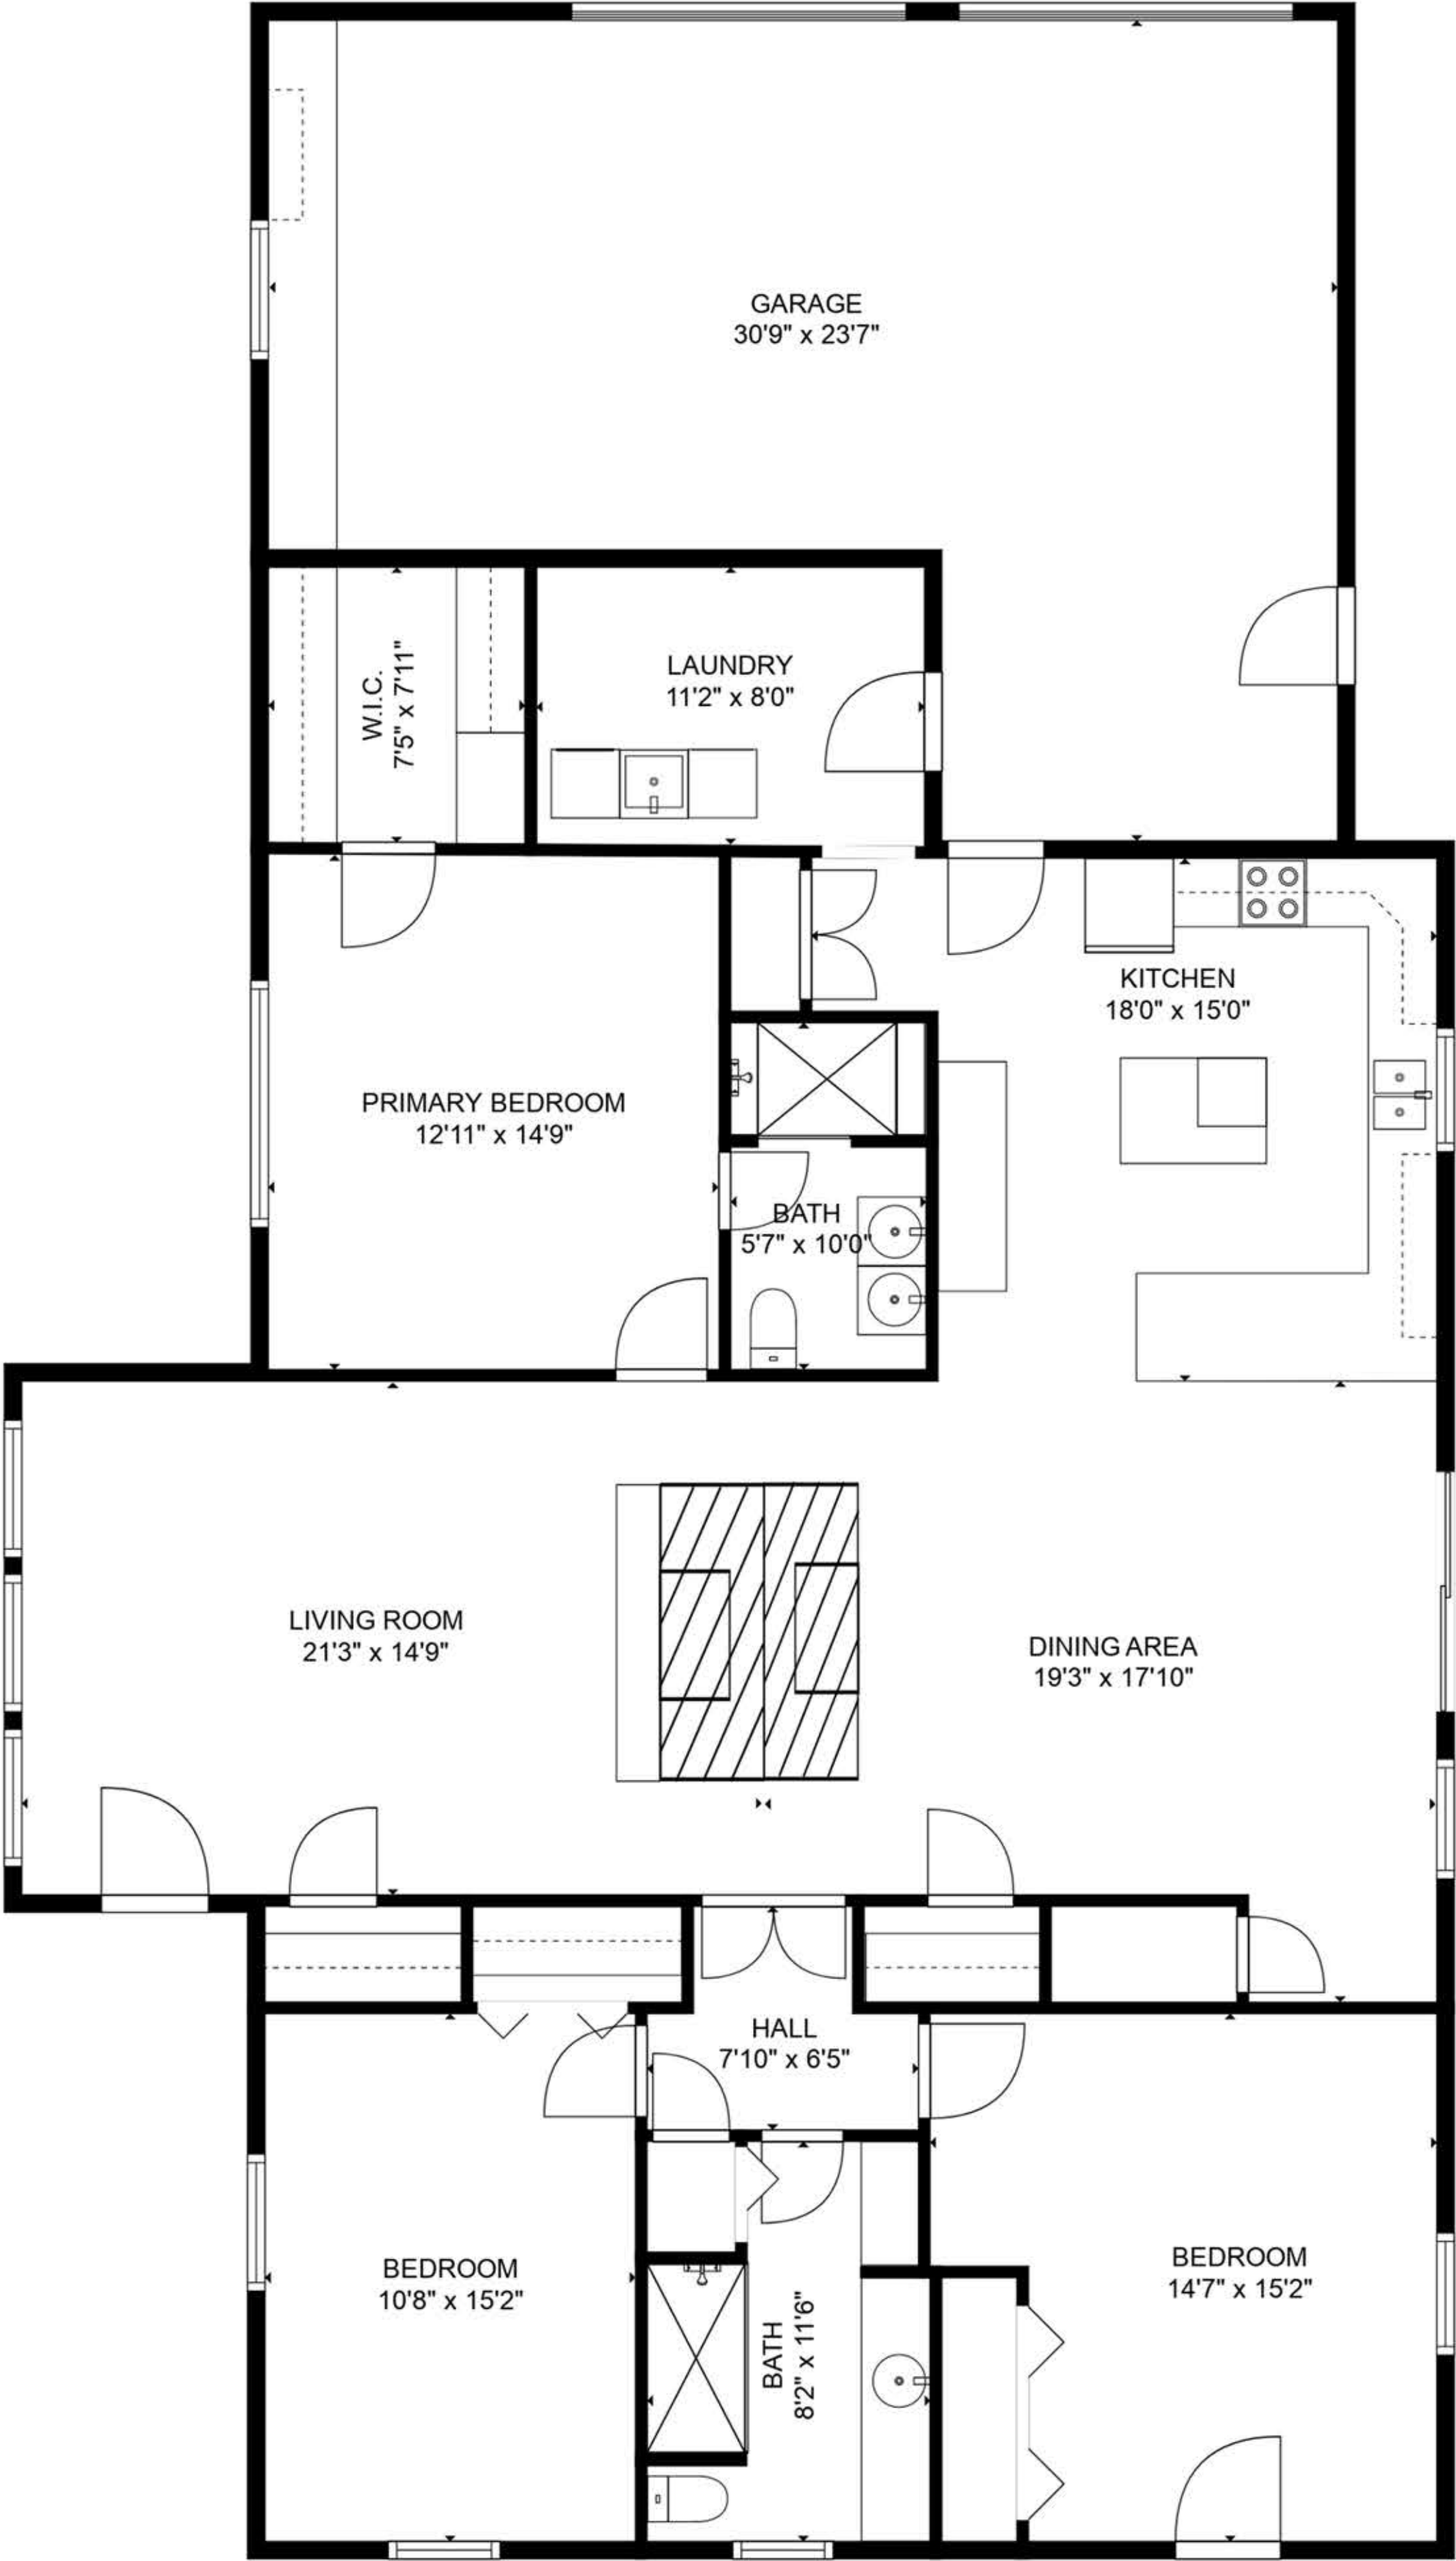 GARAGE
30'9" x 23'7"
LAUNDRY
11'2" x 8'0"
W.I.C.
7'5" x 7'11"
KITCHEN
18'0" x 15'0"
PRIMARY BEDROOM
12'11" x 14'9"
BATH
5'7" x 10'0"
LIVING ROOM
21'3" x 14'9"
DINING AREA
19'3" x 17'10"
HALL
7'10" x 6'5"
BEDROOM
10'8" x 15'2"
BATH
8'2" x 11'6"
BEDROOM
14'7" x 15'2"